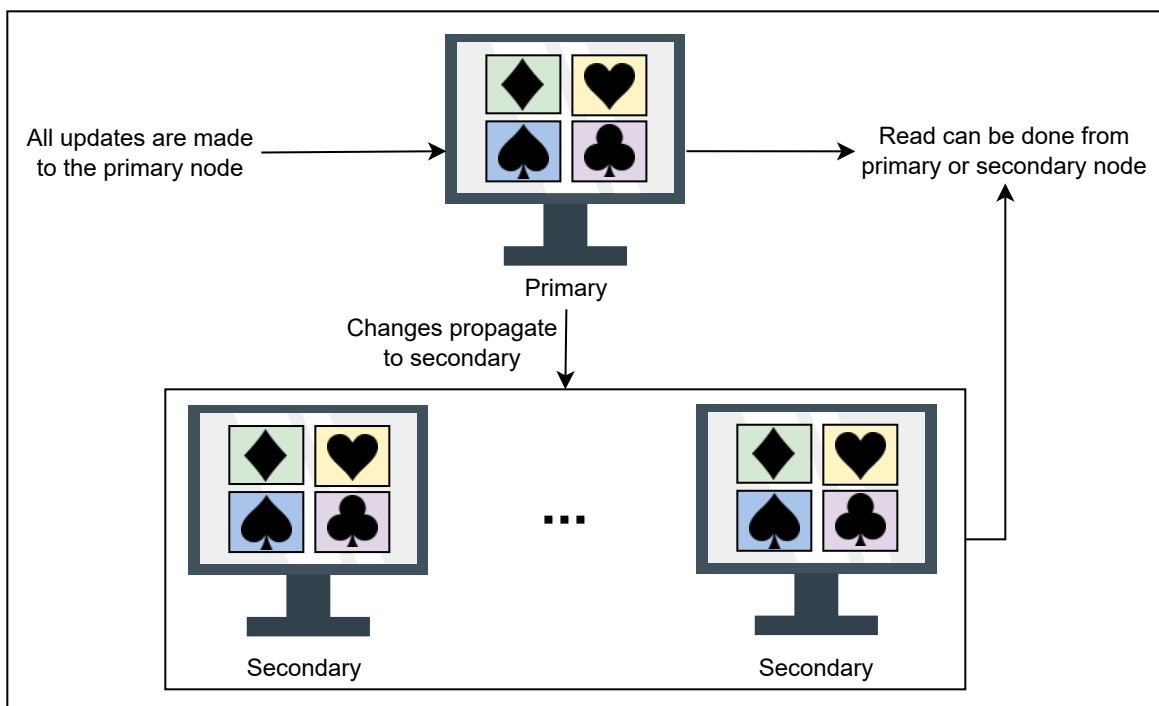 All updates are made
to the primary node
Read can be done from
primary or secondary node
Primary
Changes propagate
to secondary
...
Secondary
Secondary